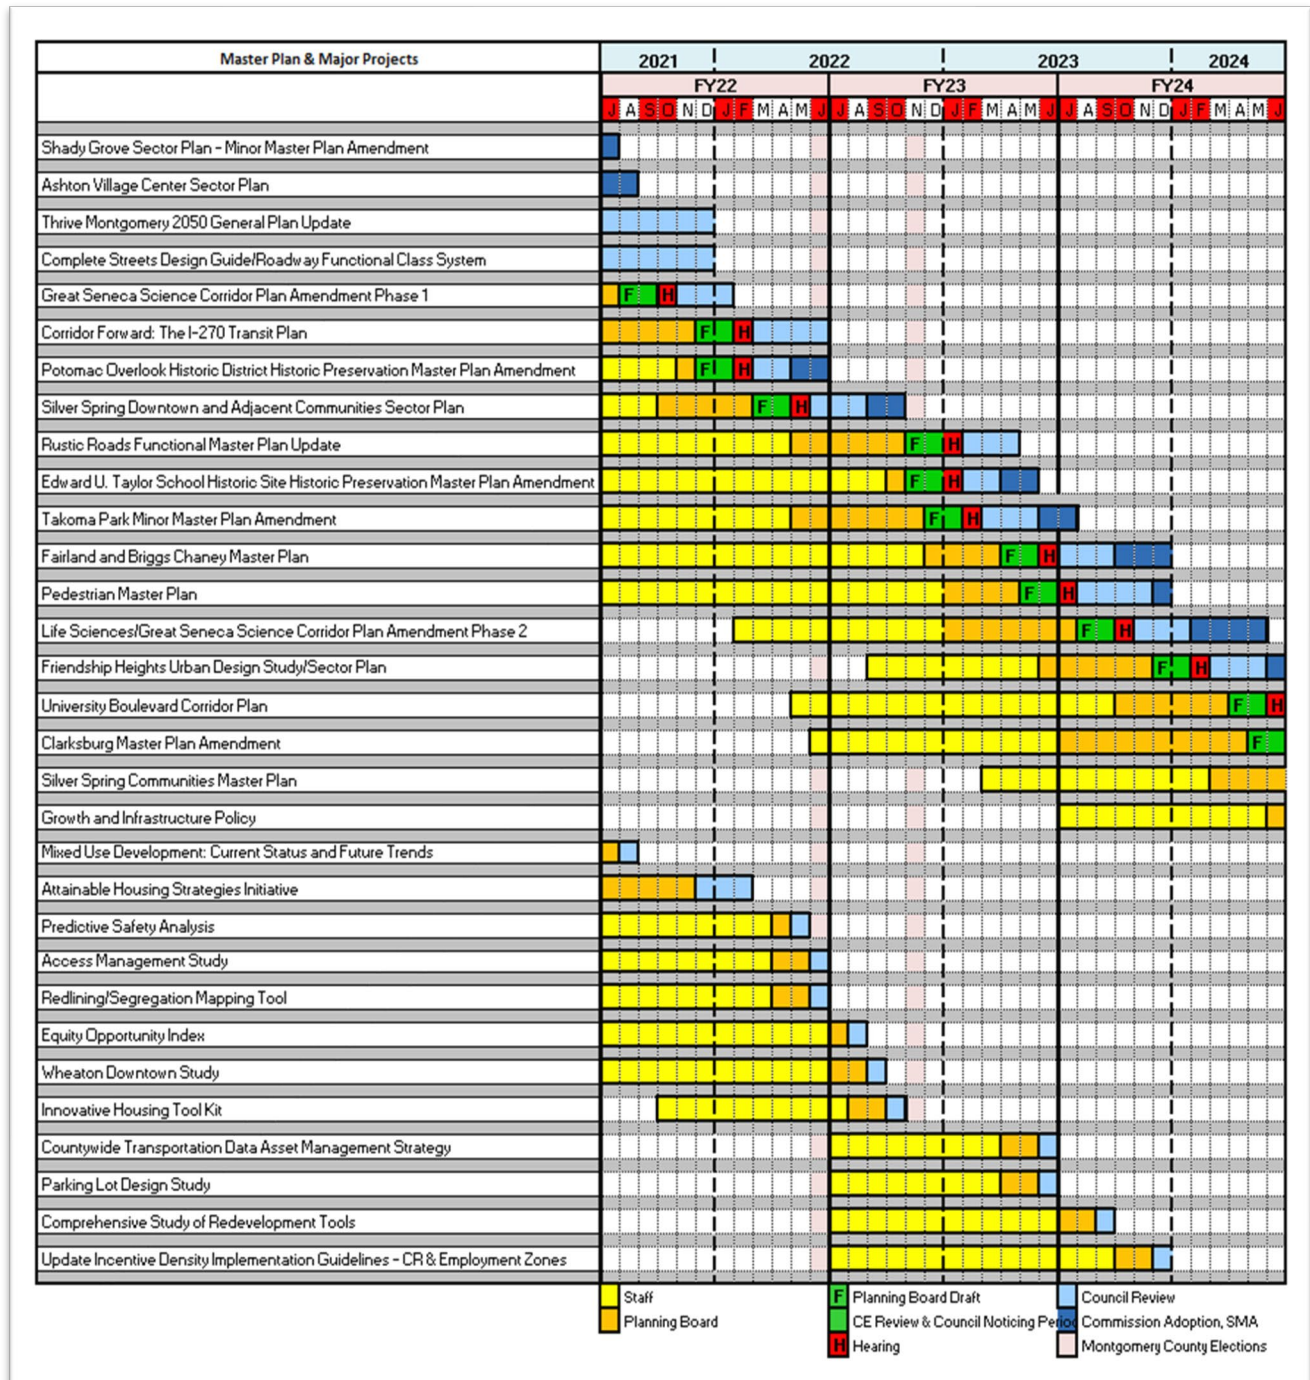 Master Plan & Major Projects 2021 2022 2023 2024
FY22 FY23 FY24
J A S O N D J F M A M J J A S O N D J F M A M J J A S O N D J F M A M J
Shady Grove Sector Plan - Minor Master Plan Amendment
Ashton Village Center Sector Plan
Thrive Montgomery 2050 General Plan Update
Complete Streets Design Guide/Roadway Functional Class System
Great Seneca Science Corridor Plan Amendment Phase 1 F H
Corridor Forward: The I-270 Transit Plan F H
Potomac Overlook Historic District Historic Preservation Master Plan Amendment F H
Silver Spring Downtown and Adjacent Communities Sector Plan F H
Rustic Roads Functional Master Plan Update F H
Edward U. Taylor School Historic Site Historic Preservation Master Plan Amendment F H
Takoma Park Minor Master Plan Amendment F H
Fairland and Briggs Chaney Master Plan F H
Pedestrian Master Plan F H
Life Sciences/Great Seneca Science Corridor Plan Amendment Phase 2 F H
Friendship Heights Urban Design Study/Sector Plan F H
University Boulevard Corridor Plan F H
Clarksburg Master Plan Amendment F
Silver Spring Communities Master Plan
Growth and Infrastructure Policy
Mixed Use Development: Current Status and Future Trends
Attainable Housing Strategies Initiative
Predictive Safety Analysis
Access Management Study
Redlining/Segregation Mapping Tool
Equity Opportunity Index
Wheaton Downtown Study
Innovative Housing Tool Kit
Countywide Transportation Data Asset Management Strategy
Parking Lot Design Study
Comprehensive Study of Redevelopment Tools
Update Incentive Density Implementation Guidelines - CR & Employment Zones
Staff F Planning Board Draft Council Review
Planning Board CE Review & Council Noticing Period Commission Adoption, SMA
H Hearing Montgomery County Elections